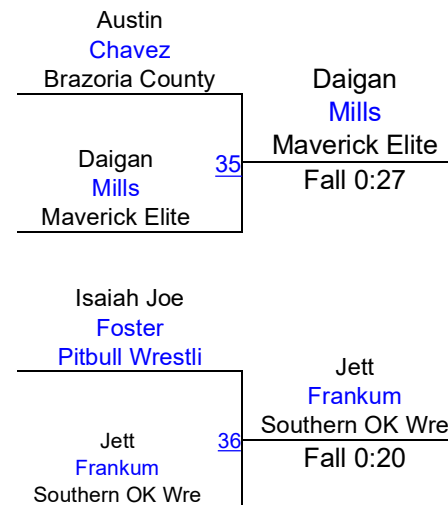 Austin
Chavez
Brazoria County
Daigan
Mills
Maverick Elite
35
Daigan
Mills
Maverick Elite
Fall 0:27
Isaiah Joe
Foster
Pitbull Wrestli
Jett
Frankum
Southern OK Wre
36
Jett
Frankum
Southern OK Wre
Fall 0:20